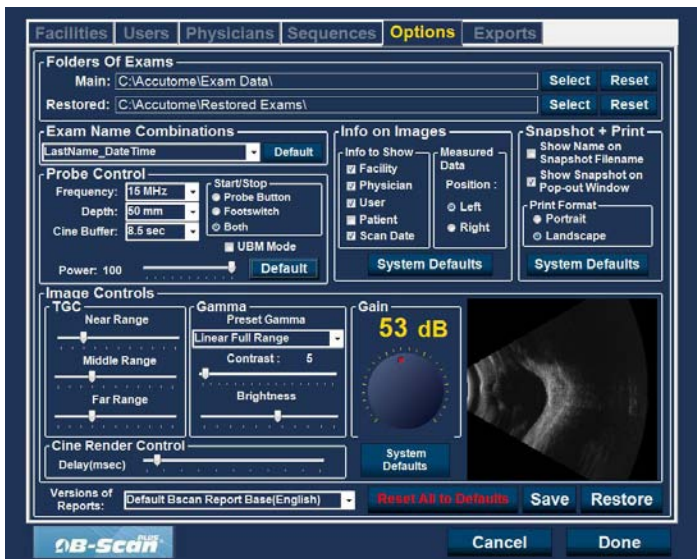 Facilities Users Physicians Sequences Options Exports
Folders Of Exams
Main: C:\Accutome\Exam Data\ Select Reset
Restored: C:\Accutome\Restored Exams\ Select Reset
Exam Name Combinations
LastName_DateTime Default
Probe Control
Frequency: 15 MHz
Depth: 50 mm
Cine Buffer: 8.5 sec
Start/Stop
Probe Button
Footswitch
Both
UBM Mode
Power: 100 Default
Info on Images
Info to Show
Facility
Physician
User
Patient
Scan Date
Measured
Data
Position :
Left
Right
System Defaults
Snapshot + Print
Show Name on
Snapshot Filename
Show Snapshot on
Pop-out Window
Print Format
Portrait
Landscape
System Defaults
Image Controls
TGC
Near Range
Middle Range
Far Range
Gamma
Preset Gamma
Linear Full Range
Contrast : 5
Brightness
Gain
53 dB
System
Defaults
Cine Render Control
Delay(msec)
Versions of
Reports:
Default Bscan Report Base(English)
Reset All to Defaults Save Restore
B-Scan PLUS
Cancel Done